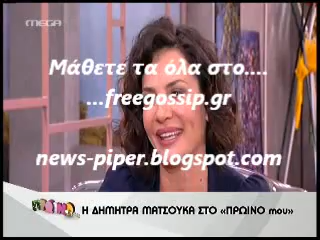 MEGA
Μάθετε τα όλα στο....
...freegossip.gr
news-piper.blogspot.com
Η ΔΗΜΗΤΡΑ ΜΑΤΣΟΥΚΑ ΣΤΟ «ΠΡΩΙΝΟ mou»